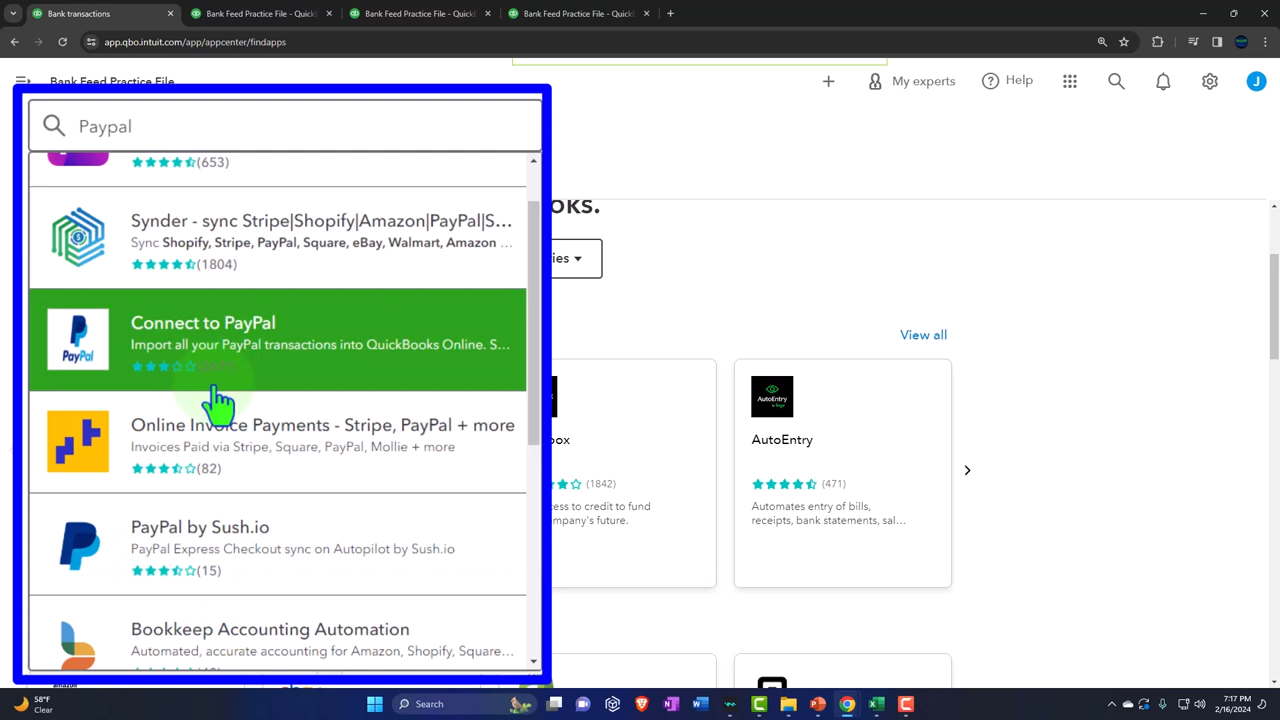 Bank transactions
Bank Feed Practice File - Quick
Bank Feed Practice File - Quick
Bank Feed Practice File - Quick
app.qbo.intuit.com/app/appcenter/findapps
Bank Feed Practice File
My experts
Help
J
Paypal
(653)
Synder - sync Stripe|Shopify|Amazon|PayPal|S...
Sync Shopify, Stripe, PayPal, Square, eBay, Walmart, Amazon ...
(1804)
Connect to PayPal
Import all your PayPal transactions into QuickBooks Online. S...
PayPal
Online Invoice Payments - Stripe, PayPal + more
Invoices Paid via Stripe, Square, PayPal, Mollie + more
(82)
PayPal by Sush.io
PayPal Express Checkout sync on Autopilot by Sush.io
(15)
Bookkeep Accounting Automation
Automated, accurate accounting for Amazon, Shopify, Square...
oks.
ies
View all
ox
(1842)
ess to credit to fund
mpany's future.
AutoEntry
AutoEntry
(471)
Automates entry of bills,
receipts, bank statements, sal...
amazon
58°F
Clear
Search
7:17 PM
2/16/2024